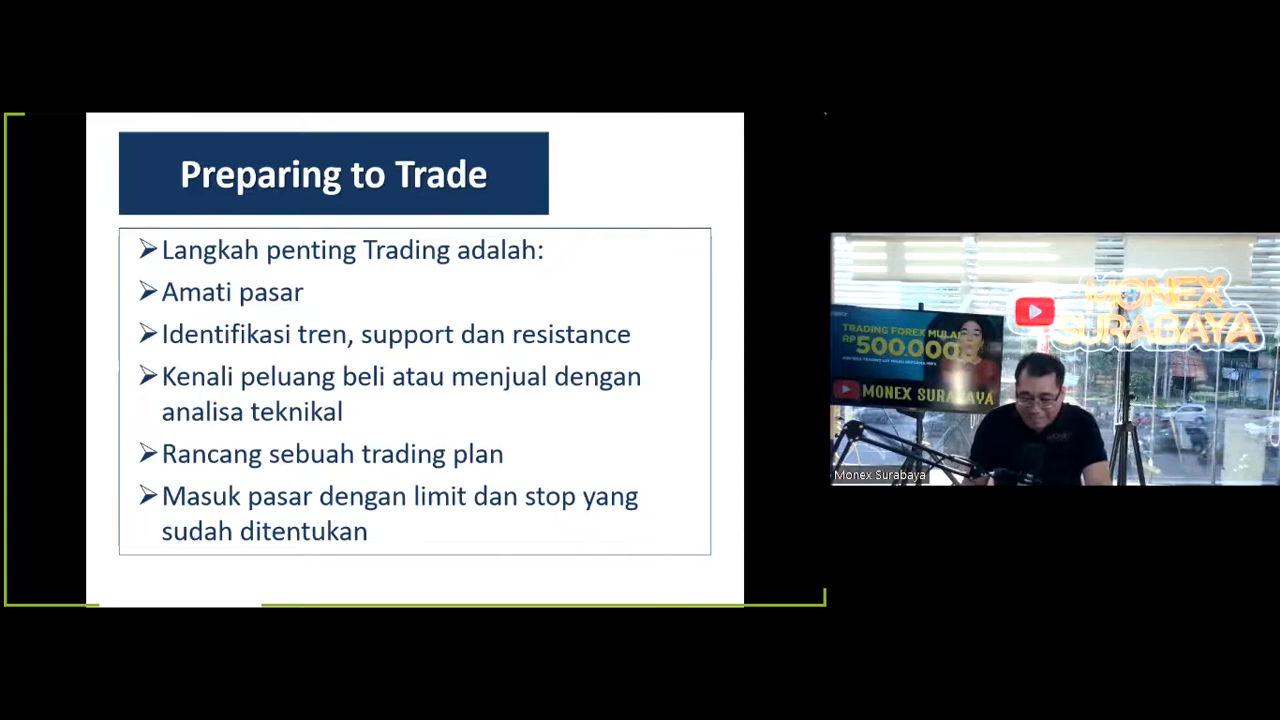 Preparing to Trade
Langkah penting Trading adalah:
Amati pasar
Identifikasi tren, support dan resistance
Kenali peluang beli atau menjual dengan
analisa teknikal
Rancang sebuah trading plan
Masuk pasar dengan limit dan stop yang
sudah ditentukan
MONEX
SURABAYA
TRADING FOREX MULAI
RP
500.000
MONEX SURABAYA
Monex Surabaya